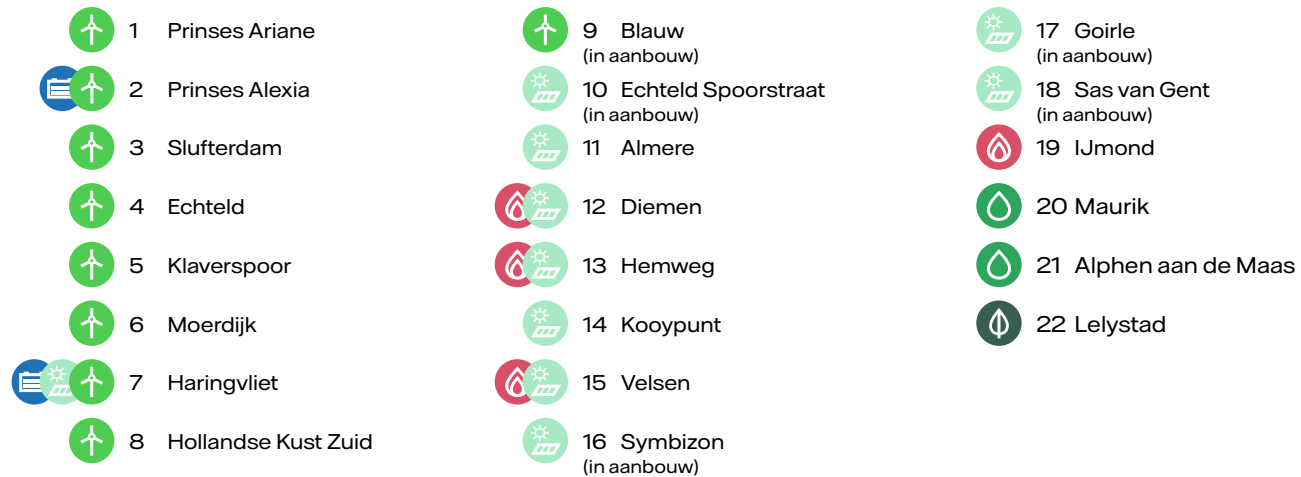 1 Prinses Ariane
2 Prinses Alexia
3 Slufterdam
4 Echteld
5 Klaverspoor
6 Moerdijk
7 Haringvliet
8 Hollandse Kust Zuid
9 Blauw
(in aanbouw)
10 Echteld Spoorstraat
(in aanbouw)
11 Almere
12 Diemen
13 Hemweg
14 Kooypunt
15 Velsen
16 Symbizon
(in aanbouw)
17 Goirle
(in aanbouw)
18 Sas van Gent
(in aanbouw)
19 IJmond
20 Maurik
21 Alphen aan de Maas
22 Lelystad